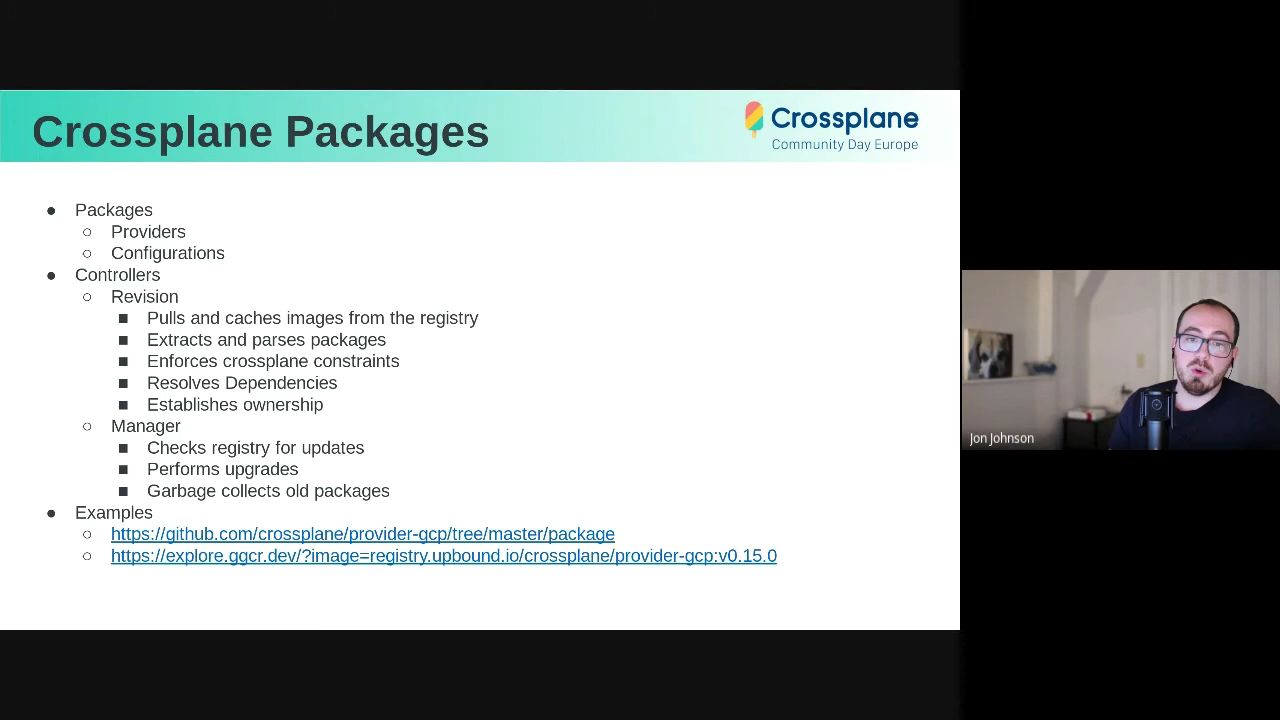 Crossplane Packages
Crossplane
Community Day Europe
● Packages
○ Providers
○ Configurations
● Controllers
○ Revision
■ Pulls and caches images from the registry
■ Extracts and parses packages
■ Enforces crossplane constraints
■ Resolves Dependencies
■ Establishes ownership
○ Manager
■ Checks registry for updates
■ Performs upgrades
■ Garbage collects old packages
● Examples
○ https://github.com/crossplane/provider-gcp/tree/master/package
○ https://explore.ggcr.dev/?image=registry.upbound.io/crossplane/provider-gcp:v0.15.0
Jon Johnson